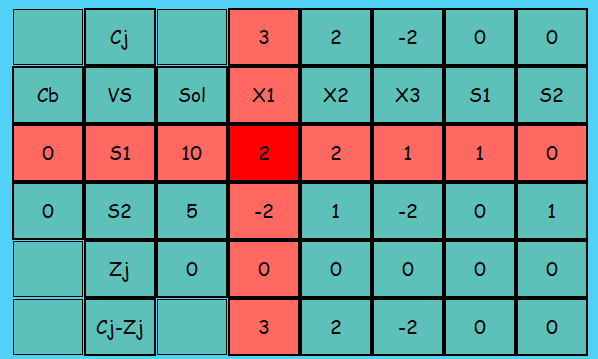 Cj 3 2 -2 0 0
Cb VS Sol X1 X2 X3 S1 S2
0 S1 10 2 2 1 1 0
0 S2 5 -2 1 -2 0 1
Zj 0 0 0 0 0 0
Cj-Zj 3 2 -2 0 0